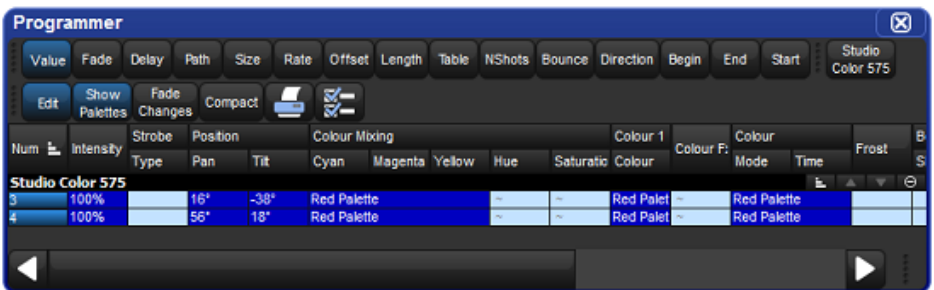 Programmer
Value Fade Delay Path Size Rate Offset Length Table NShots Bounce Direction Begin End Start Studio Color 575
Edit Show Palettes Fade Changes Compact
Num Intensity Strobe Position Colour Mixing Colour 1 Colour F: Colour Frost B
Type Pan Tilt Cyan Magenta Yellow Hue Saturatio Colour Mode Time S
Studio Color 575
3 100% 16° -38° Red Palette ~ ~ Red Palet ~ Red Palette
4 100% 56° 18° Red Palette ~ ~ Red Palet ~ Red Palette